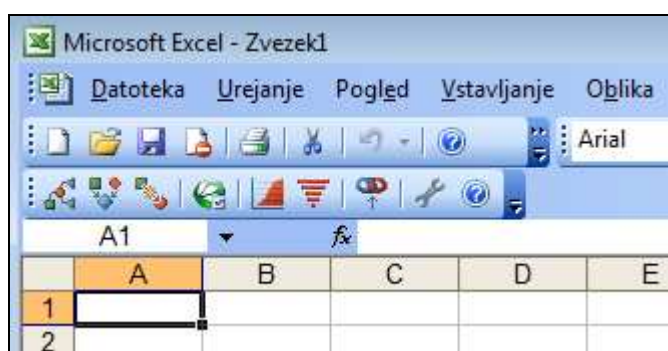 Microsoft Excel - Zvezek1
Datoteka Urejanje Pogled Vstavljanje Oblika
Arial
A1 fx
A B C D E
1
2